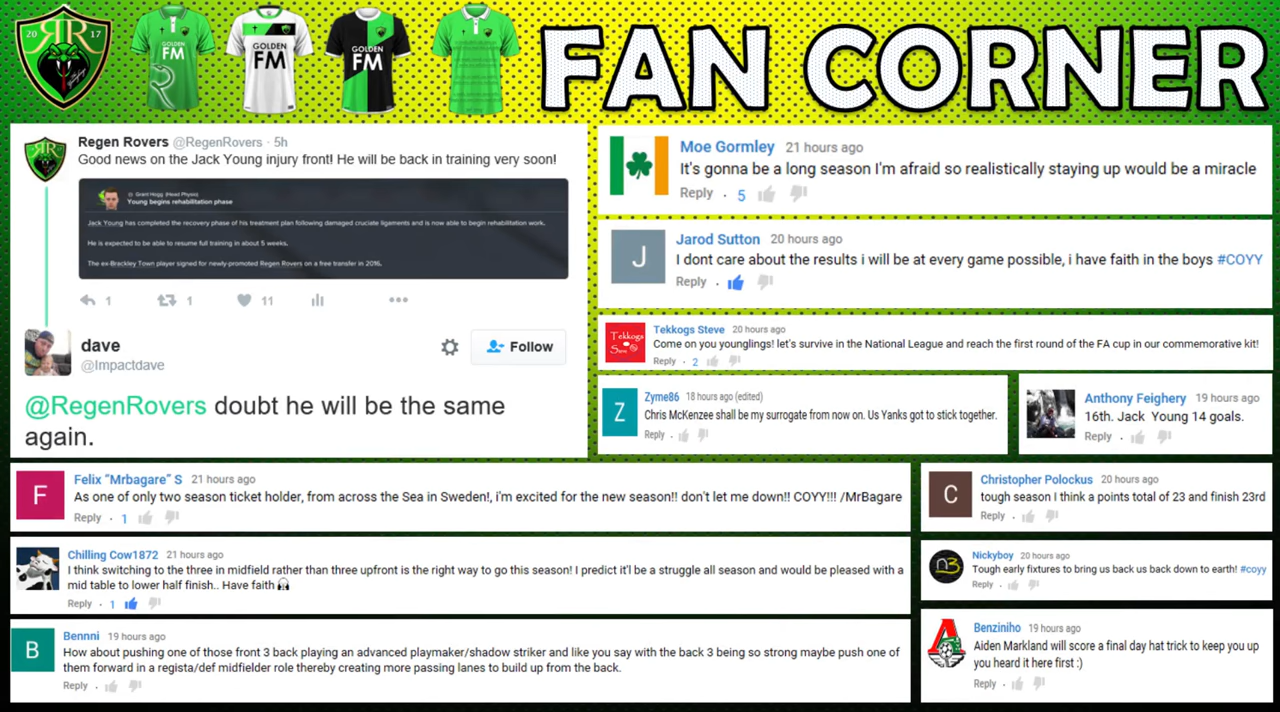 20 RR 17
GOLDEN
FM
GOLDEN
FM
GOLDEN
FM
FAN CORNER
Regen Rovers @RegenRovers · 5h
Good news on the Jack Young injury front! He will be back in training very soon!
Grant Hogg (Head Physio)
Young begins rehabilitation phase
Jack Young has completed the recovery phase of his treatment plan following damaged cruciate ligaments and is now able to begin rehabilitation work.
He is expected to be able to resume full training in about 5 weeks.
The ex-Brackley Town player signed for newly-promoted Regen Rovers on a free transfer in 2016.
1 1 11 •••
dave
@Impactdave
Follow
@RegenRovers doubt he will be the same
again.
Moe Gormley 21 hours ago
It's gonna be a long season I'm afraid so realistically staying up would be a miracle
Reply · 5
J
Jarod Sutton 20 hours ago
I dont care about the results i will be at every game possible, i have faith in the boys #COYY
Reply ·
Tekkogs
Steve
Tekkogs Steve 20 hours ago
Come on you younglings! let's survive in the National League and reach the first round of the FA cup in our commemorative kit!
Reply · 2
Z
Zyme86 18 hours ago (edited)
Chris McKenzee shall be my surrogate from now on. Us Yanks got to stick together.
Reply ·
Anthony Feighery 19 hours ago
16th. Jack Young 14 goals.
Reply ·
F
Felix "Mrbagare" S 21 hours ago
As one of only two season ticket holder, from across the Sea in Sweden!, i'm excited for the new season!! don't let me down!! COYY!!! /MrBagare
Reply · 1
C
Christopher Polockus 20 hours ago
tough season I think a points total of 23 and finish 23rd
Reply ·
Chilling Cow1872 21 hours ago
I think switching to the three in midfield rather than three upfront is the right way to go this season! I predict it'll be a struggle all season and would be pleased with a
mid table to lower half finish.. Have faith
Reply · 1
n3
Nickyboy 20 hours ago
Tough early fixtures to bring us back us back down to earth! #coyy
Reply ·
B
Bennni 19 hours ago
How about pushing one of those front 3 back playing an advanced playmaker/shadow striker and like you say with the back 3 being so strong maybe push one of
them forward in a regista/def midfielder role thereby creating more passing lanes to build up from the back.
Reply ·
Benziniho 19 hours ago
Aiden Markland will score a final day hat trick to keep you up
you heard it here first :)
Reply ·